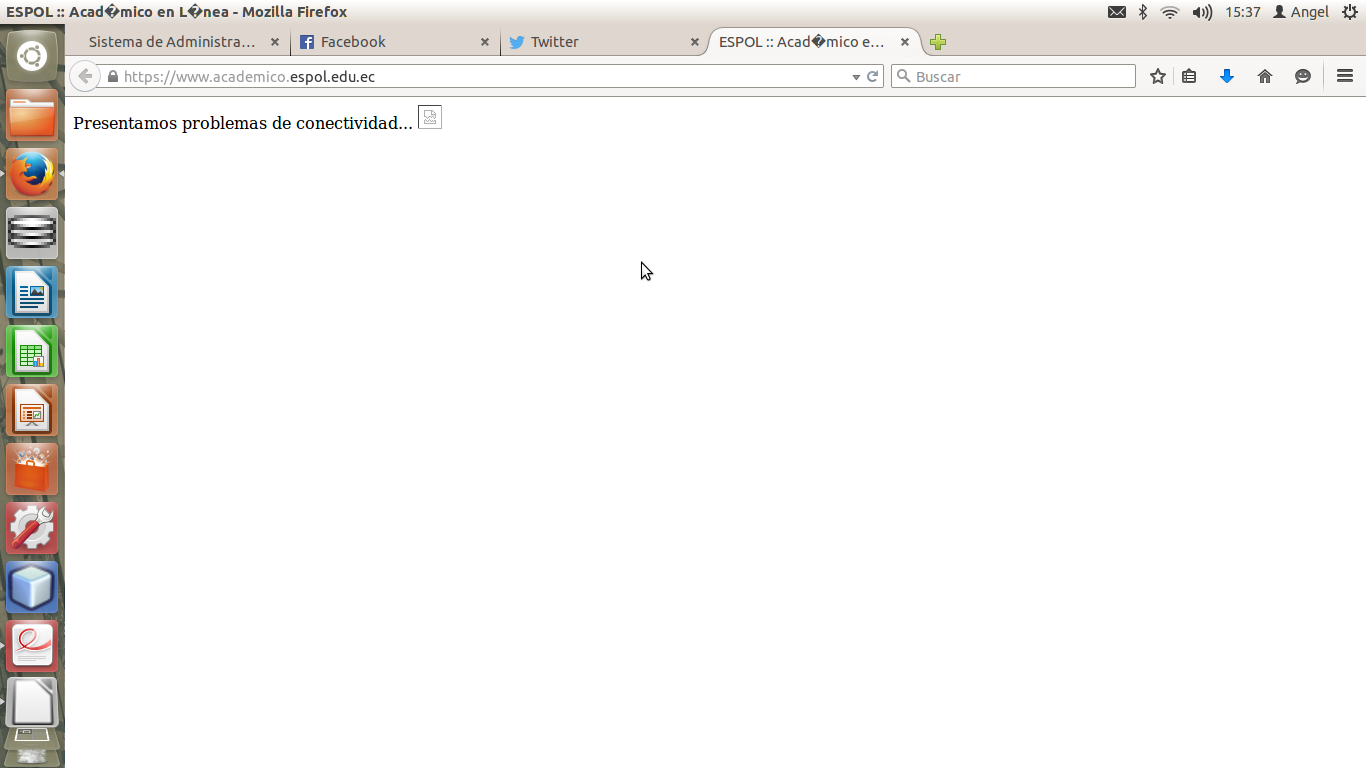 ESPOL :: Acad�mico en L�nea - Mozilla Firefox
15:37 Angel
Sistema de Administra...
Facebook
Twitter
ESPOL :: Acad�mico e...
https://www.academico.espol.edu.ec
Buscar
Presentamos problemas de conectividad...